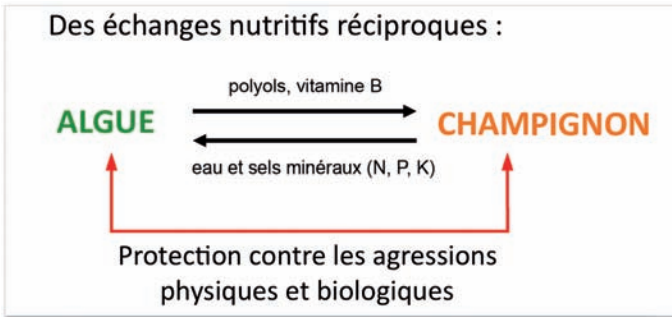 Des échanges nutritifs réciproques :
polyols, vitamine B
ALGUE
CHAMPIGNON
eau et sels minéraux (N, P, K)
Protection contre les agressions
physiques et biologiques